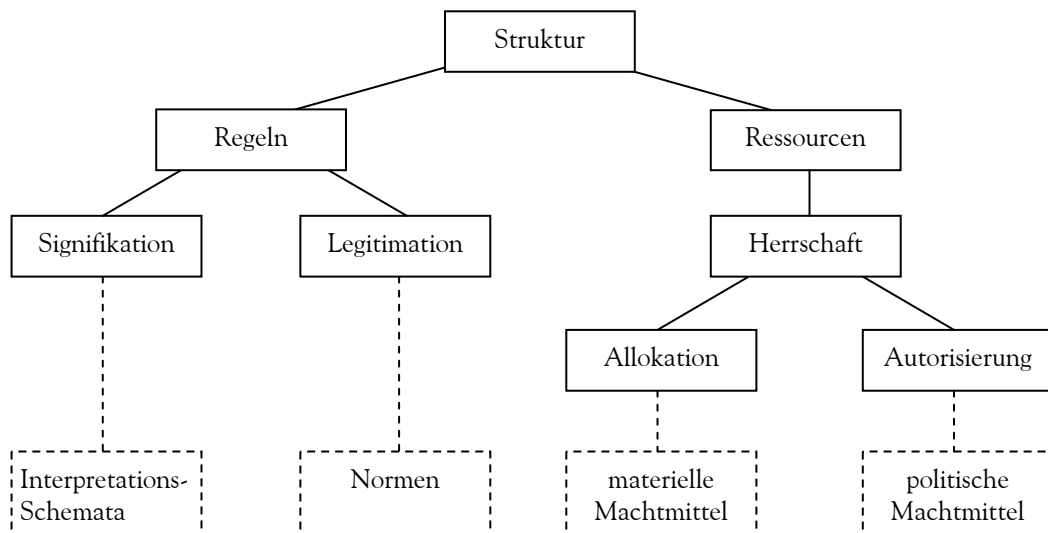 Struktur
Regeln
Ressourcen
Signifikation
Legitimation
Herrschaft
Allokation
Autorisierung
Interpretations-
Schemata
Normen
materielle
Machtmittel
politische
Machtmittel